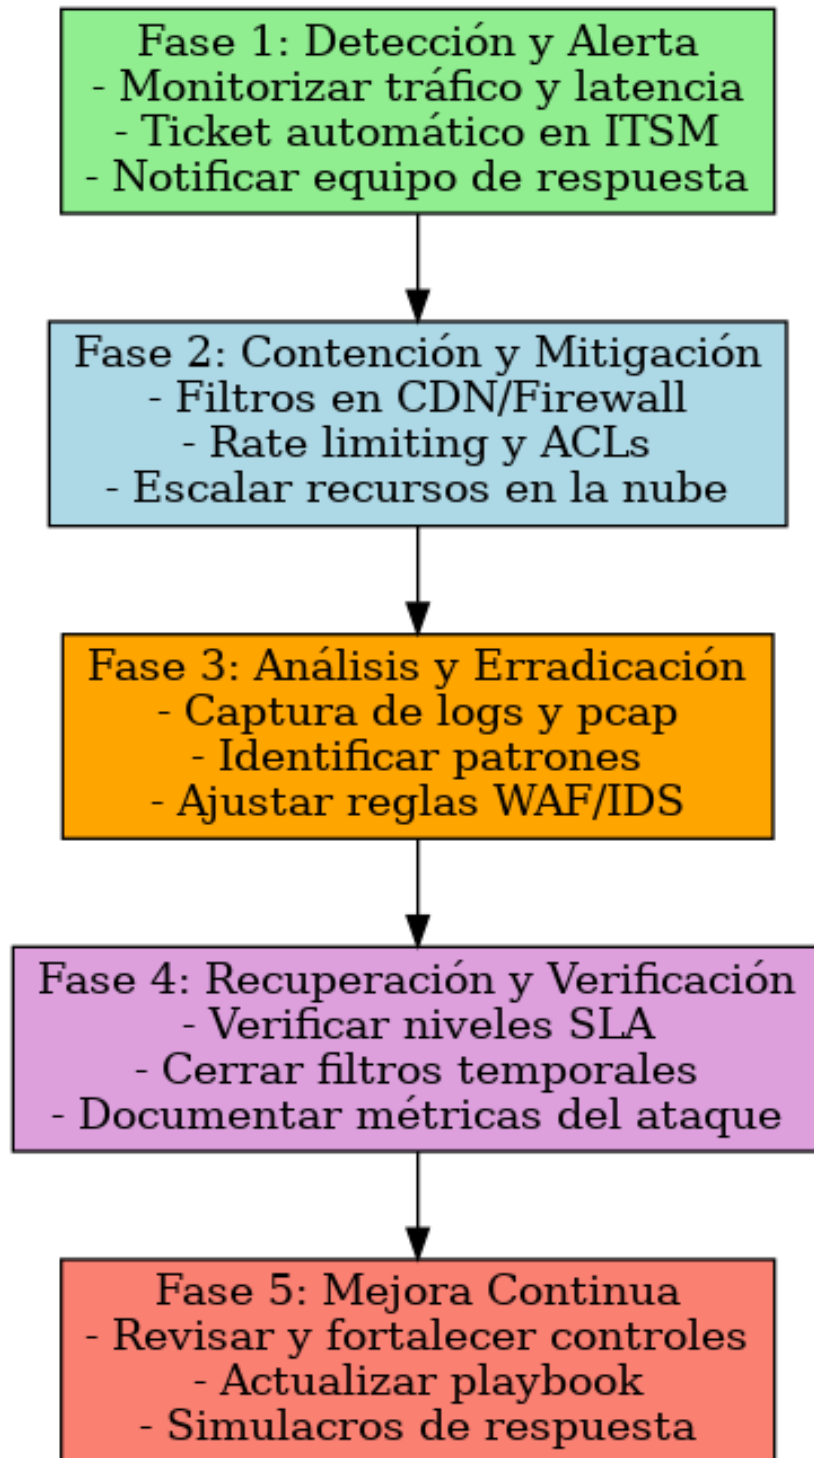 Fase 1: Detección y Alerta
- Monitorizar tráfico y latencia
- Ticket automático en ITSM
- Notificar equipo de respuesta
Fase 2: Contención y Mitigación
- Filtros en CDN/Firewall
- Rate limiting y ACLs
- Escalar recursos en la nube
Fase 3: Análisis y Erradicación
- Captura de logs y pcap
- Identificar patrones
- Ajustar reglas WAF/IDS
Fase 4: Recuperación y Verificación
- Verificar niveles SLA
- Cerrar filtros temporales
- Documentar métricas del ataque
Fase 5: Mejora Continua
- Revisar y fortalecer controles
- Actualizar playbook
- Simulacros de respuesta